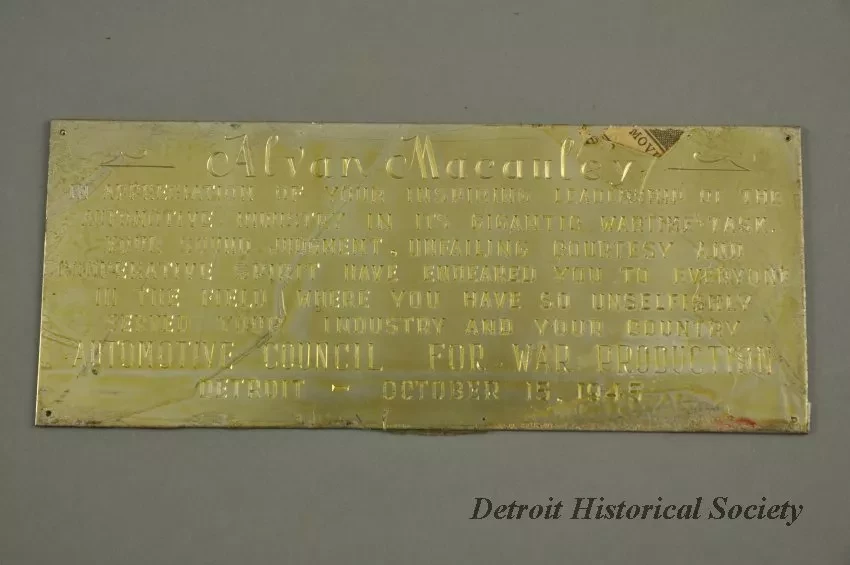 Alvan Macauley
MOV
IN APPRECIATION OF YOUR INSPIRING LEADERSHIP OF THE
AUTOMOTIVE INDUSTRY IN ITS GIGANTIC WARTIME TASK.
YOUR SOUND JUDGMENT, UNFAILING COURTESY AND
COOPERATIVE SPIRIT HAVE ENDEARED YOU TO EVERYONE
IN THE FIELD WHERE YOU HAVE SO UNSELFISHLY
SERVED YOUR INDUSTRY AND YOUR COUNTRY
AUTOMOTIVE COUNCIL FOR WAR PRODUCTION
DETROIT - OCTOBER 15, 1945
Detroit Historical Society